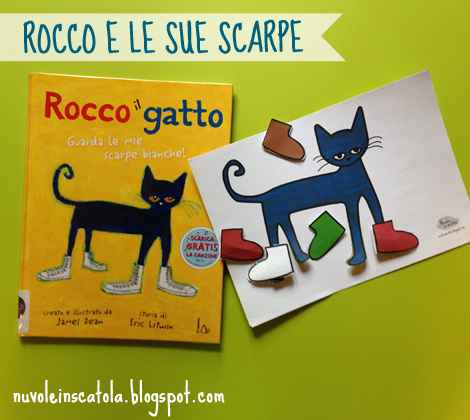 ROCCO E LE SUE SCARPE
Rocco il gatto
Guarda le mie
scarpe bianche!
SCARICA
GRATIS
LA CANZONE
creato e illustrato da
James Dean
storia di
Eric Litwin
nuvoleinscatola.blogspot.com